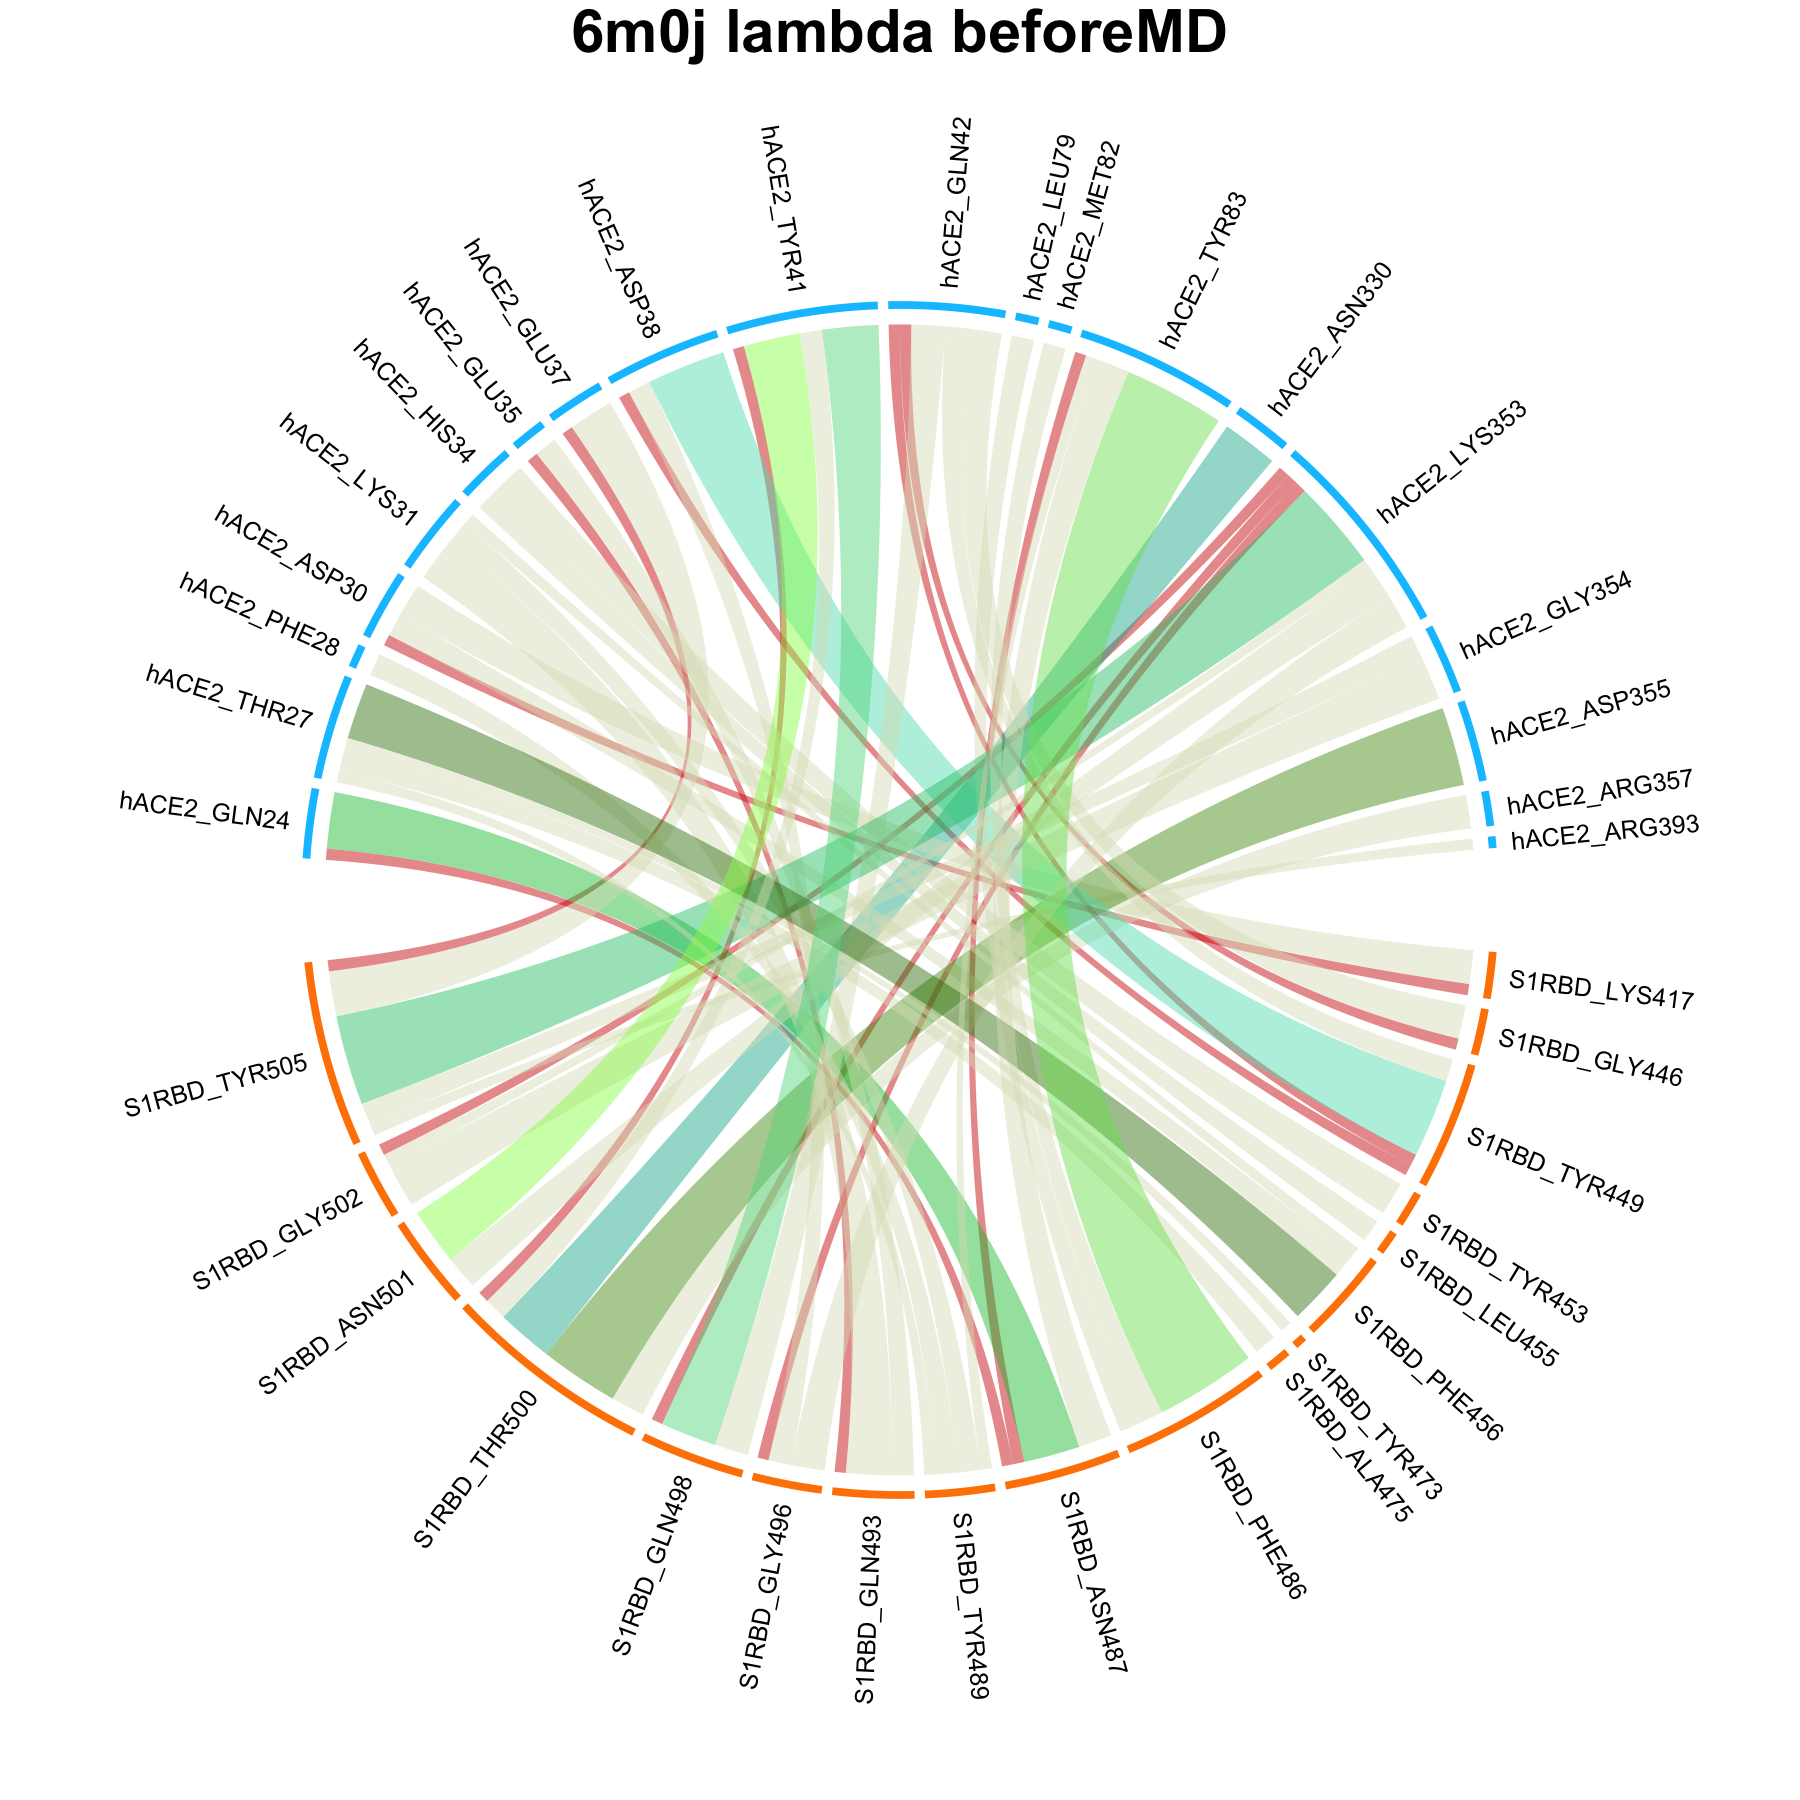 6m0j lambda beforeMD
hACE2_GLN24
hACE2_THR27
hACE2_PHE28
hACE2_ASP30
hACE2_LYS31
hACE2_HIS34
hACE2_GLU35
hACE2_GLU37
hACE2_ASP38
hACE2_TYR41
hACE2_GLN42
hACE2_LEU79
hACE2_MET82
hACE2_TYR83
hACE2_ASN330
hACE2_LYS353
hACE2_GLY354
hACE2_ASP355
hACE2_ARG357
hACE2_ARG393
S1RBD_LYS417
S1RBD_GLY446
S1RBD_TYR449
S1RBD_TYR453
S1RBD_LEU455
S1RBD_PHE456
S1RBD_TYR473
S1RBD_ALA475
S1RBD_PHE486
S1RBD_ASN487
S1RBD_TYR489
S1RBD_GLN493
S1RBD_GLY496
S1RBD_GLN498
S1RBD_THR500
S1RBD_ASN501
S1RBD_GLY502
S1RBD_TYR505